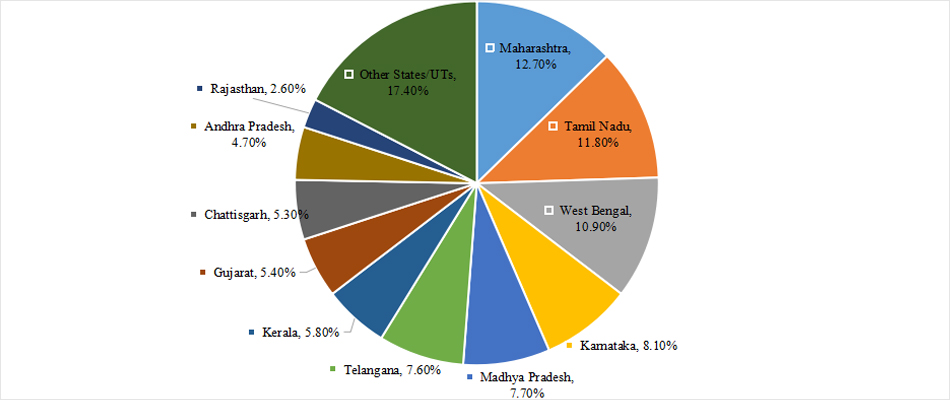 Maharashtra,
12.70%
Tamil Nadu,
11.80%
West Bengal,
10.90%
Karnataka, 8.10%
Madhya Pradesh,
7.70%
Telangana, 7.60%
Kerala, 5.80%
Gujarat, 5.40%
Chattisgarh, 5.30%
Andhra Pradesh,
4.70%
Rajasthan, 2.60%
Other States/UTs,
17.40%